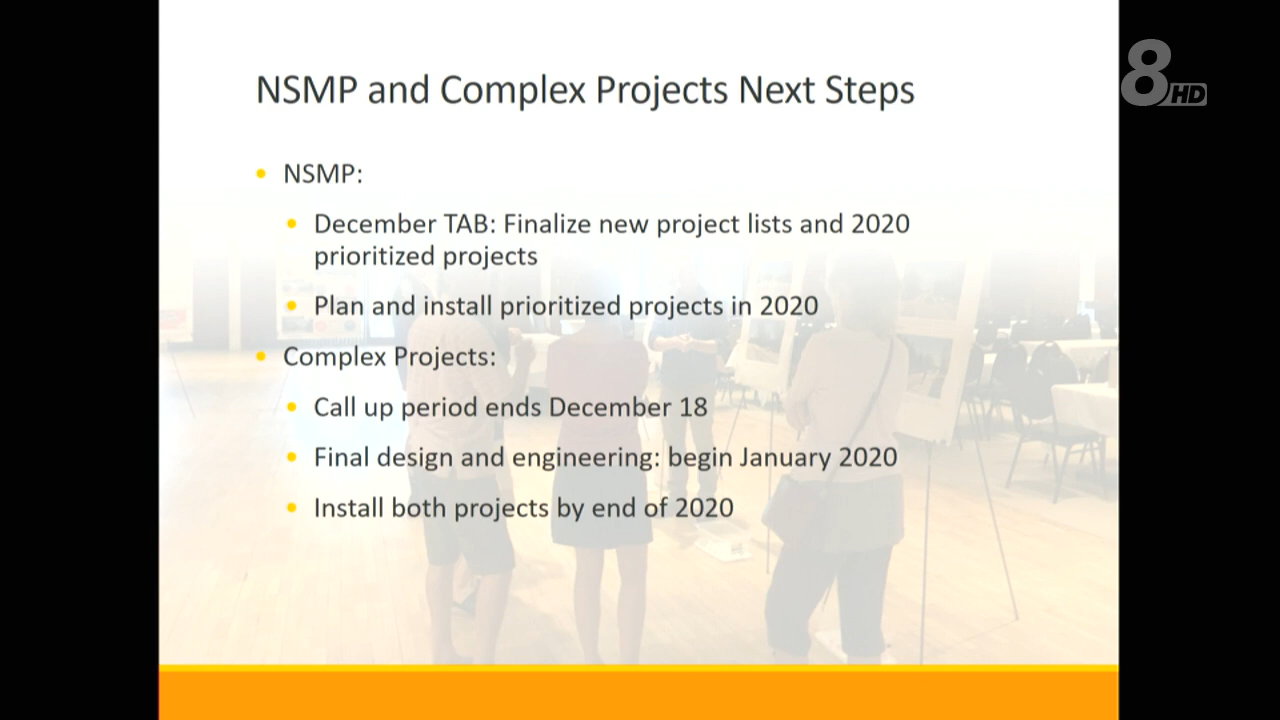 8 HD
NSMP and Complex Projects Next Steps
• NSMP:
• December TAB: Finalize new project lists and 2020
prioritized projects
• Plan and install prioritized projects in 2020
• Complex Projects:
• Call up period ends December 18
• Final design and engineering: begin January 2020
• Install both projects by end of 2020